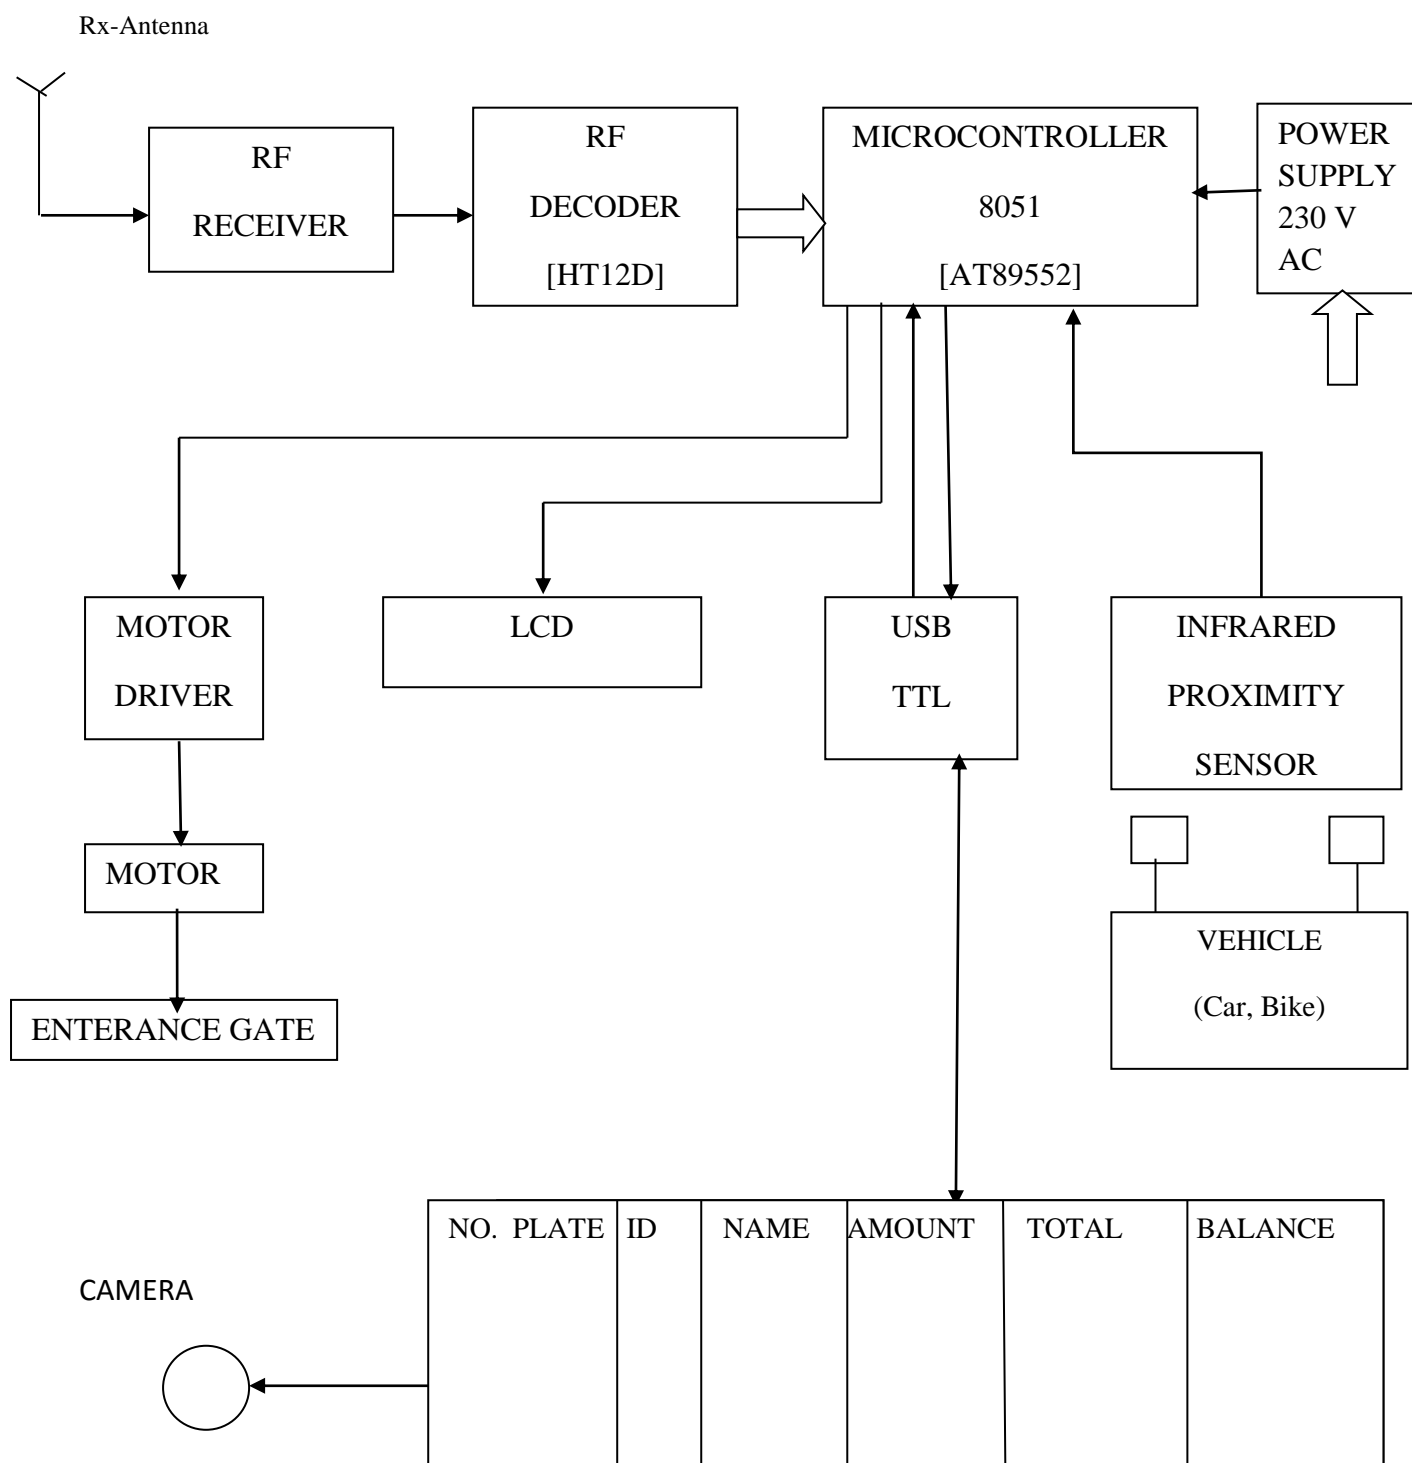 Rx-Antenna
RF
RECEIVER
RF
DECODER
[HT12D]
MICROCONTROLLER
8051
[AT89552]
POWER
SUPPLY
230 V
AC
MOTOR
DRIVER
LCD
USB
TTL
INFRARED
PROXIMITY
SENSOR
MOTOR
VEHICLE
(Car, Bike)
ENTERANCE GATE
NO. PLATE ID NAME AMOUNT TOTAL BALANCE
CAMERA